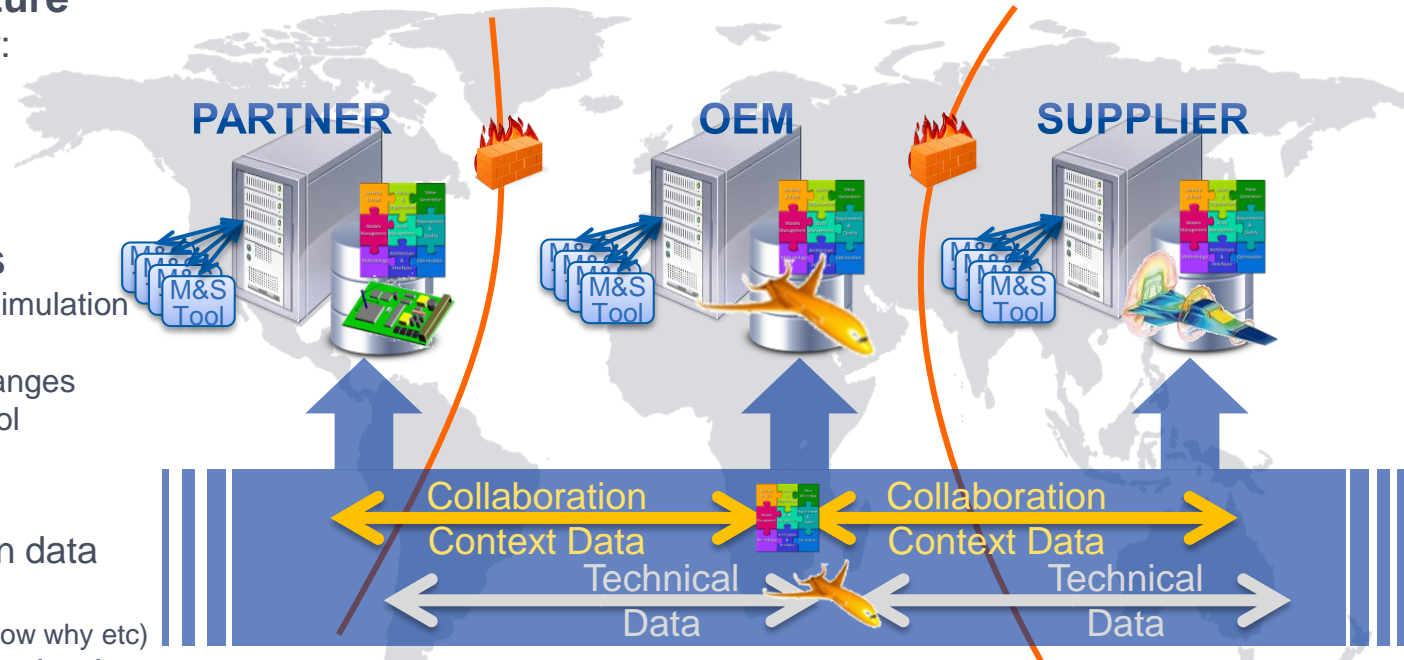 ture
:
s
imulation
anges
ol
n data
ow why etc)
PARTNER
M&S
Tool
OEM
M&S
Tool
SUPPLIER
M&S
Tool
Collaboration
Context Data
Technical
Data
Collaboration
Context Data
Technical
Data